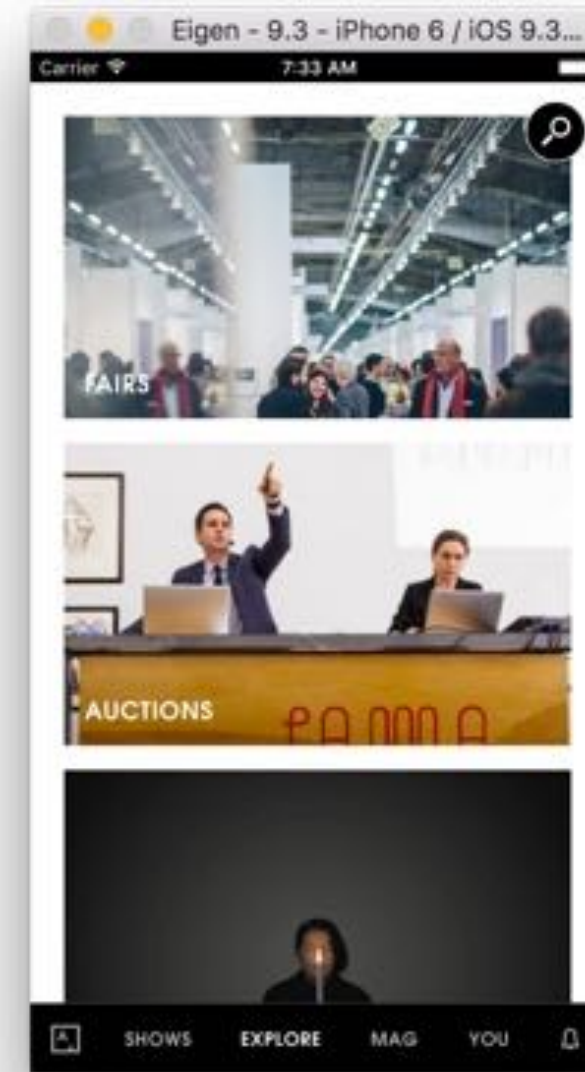 Eigen - 9.3 - iPhone 6 / iOS 9.3...
Carrier 7:33 AM
FAIRS
AUCTIONS
SHOWS EXPLORE MAG YOU